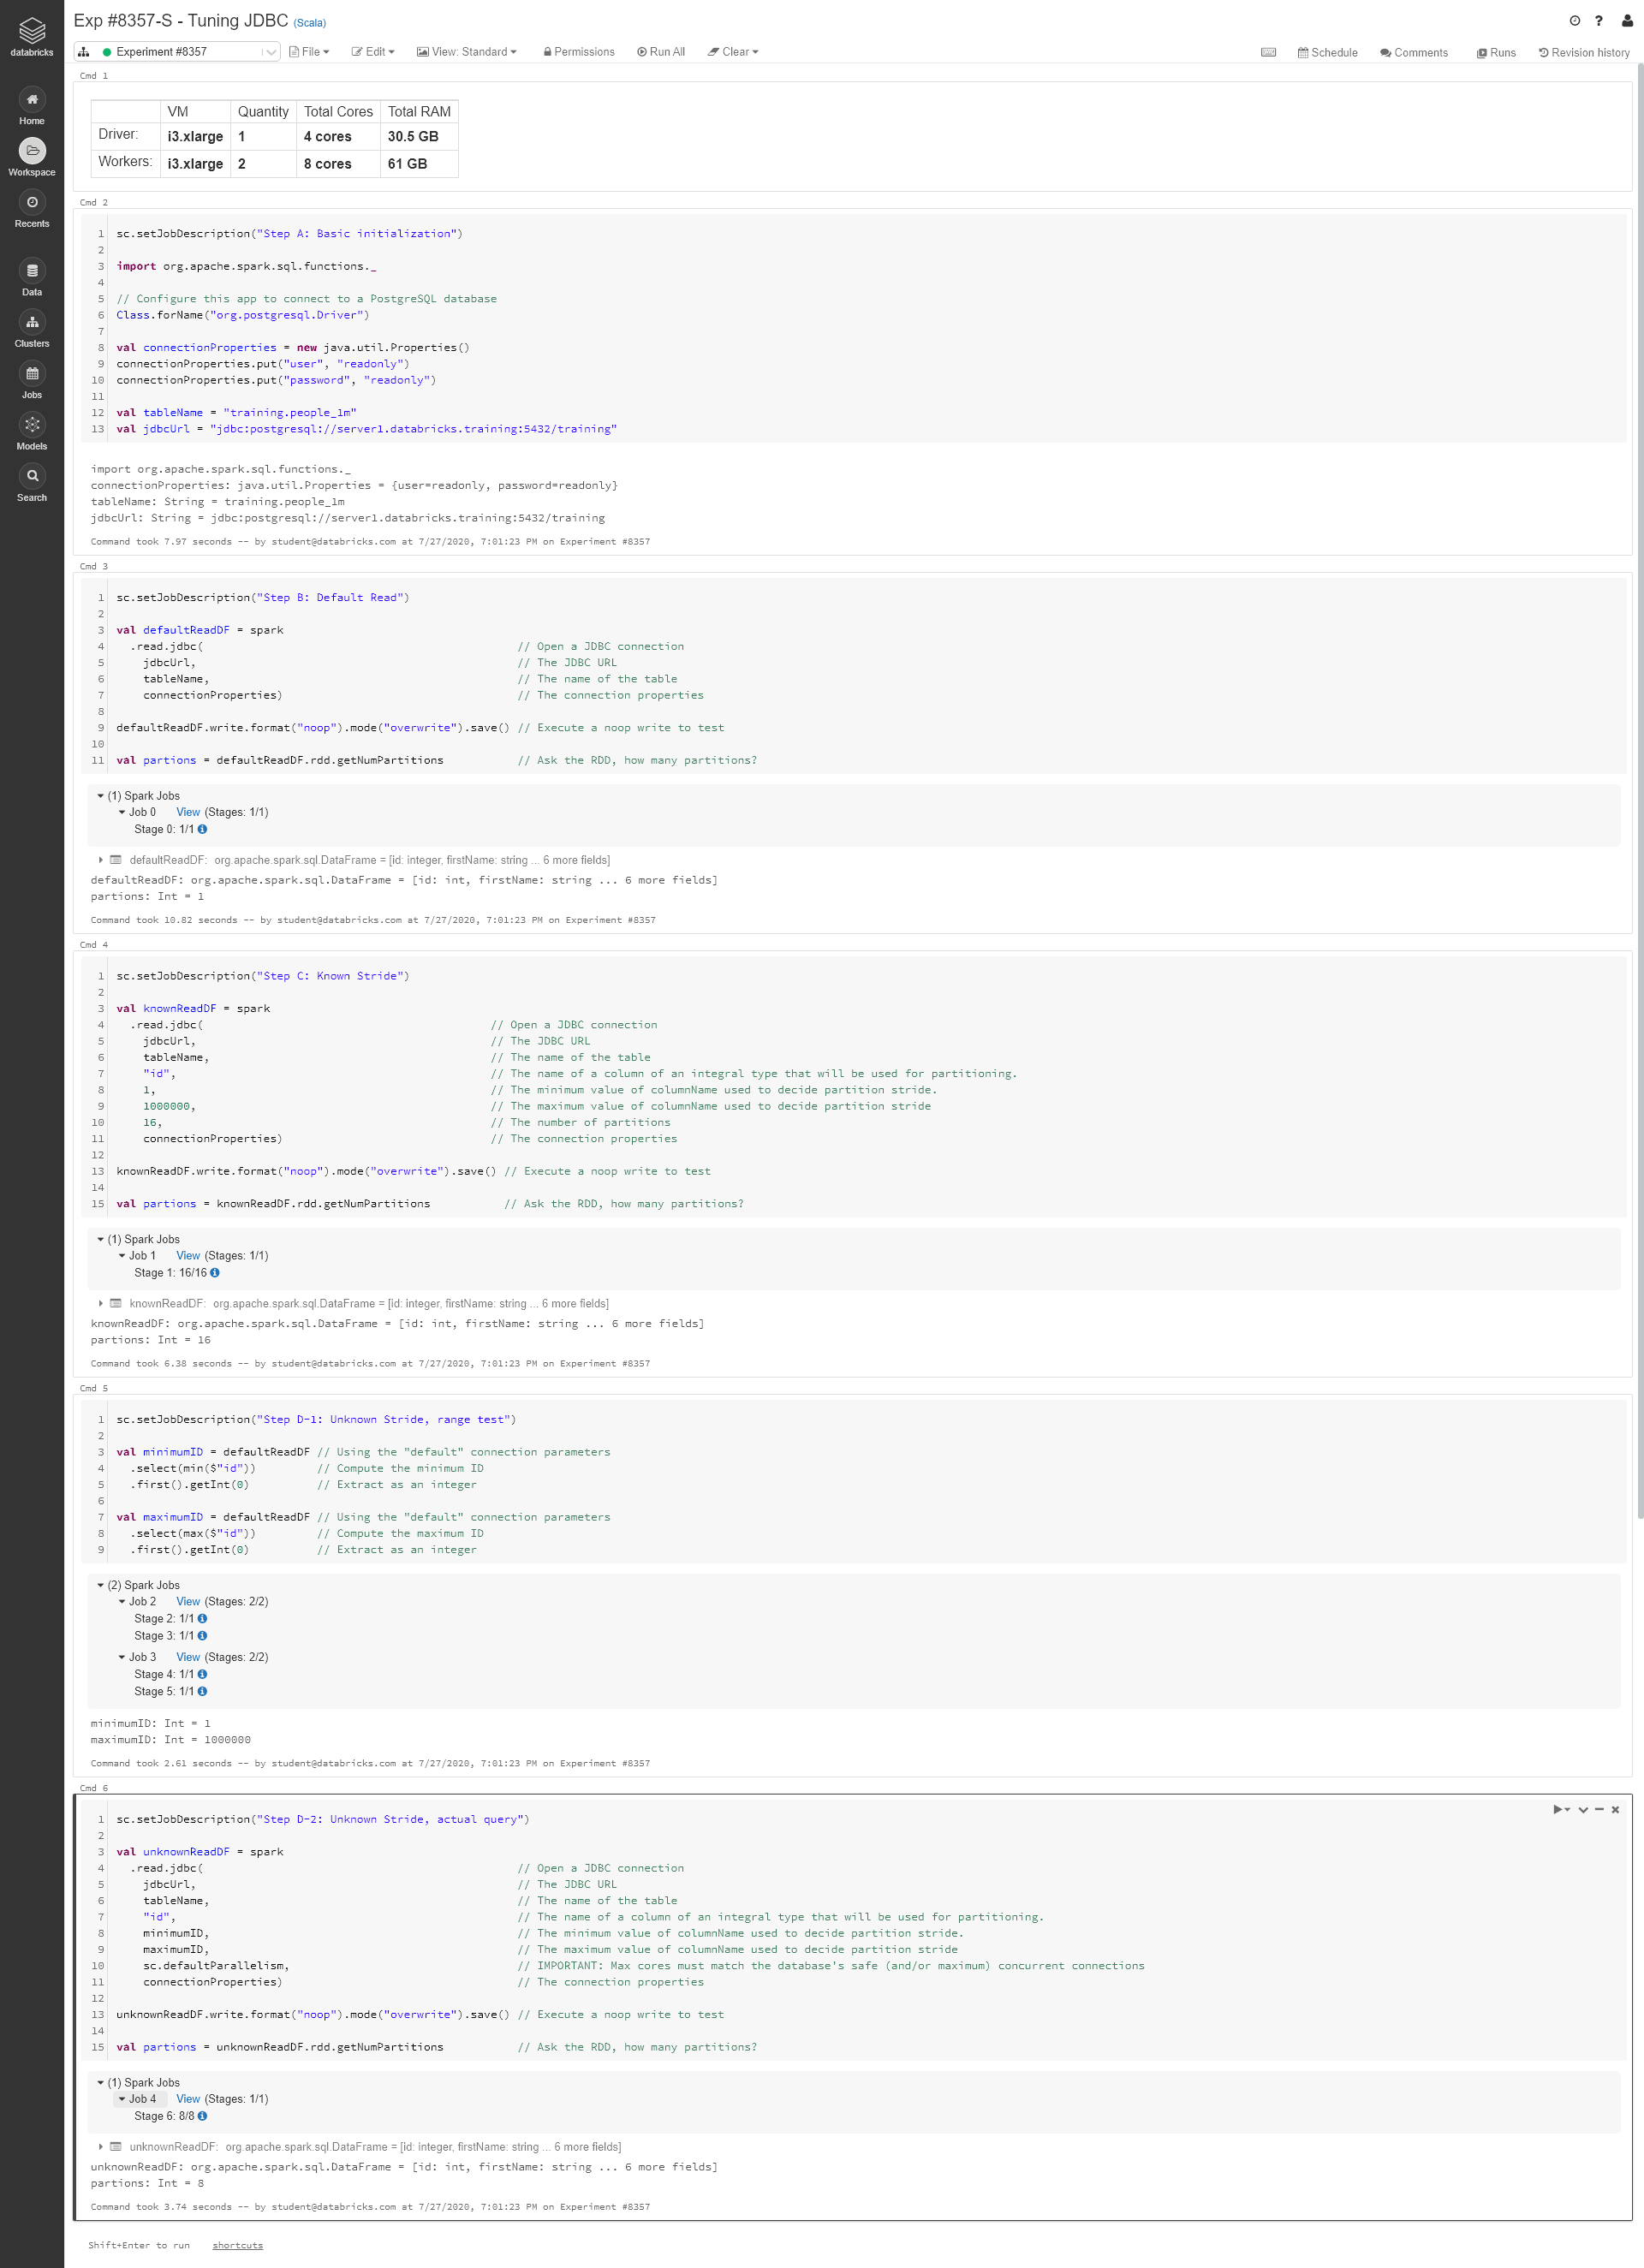 Exp #8357-S - Tuning JDBC (Scala)
databricks
Experiment #8357 File Edit View: Standard Permissions Run All Clear Schedule Comments Runs Revision history
Home
Workspace
Recents
Data
Clusters
Jobs
Models
Search
Cmd 1
VM Quantity Total Cores Total RAM
Driver: i3.xlarge 1 4 cores 30.5 GB
Workers: i3.xlarge 2 8 cores 61 GB
Cmd 2
1 sc.setJobDescription("Step A: Basic initialization")
2
3 import org.apache.spark.sql.functions._
4
5 // Configure this app to connect to a PostgreSQL database
6 Class.forName("org.postgresql.Driver")
7
8 val connectionProperties = new java.util.Properties()
9 connectionProperties.put("user", "readonly")
10 connectionProperties.put("password", "readonly")
11
12 val tableName = "training.people_1m"
13 val jdbcUrl = "jdbc:postgresql://server1.databricks.training:5432/training"
import org.apache.spark.sql.functions._
connectionProperties: java.util.Properties = {user=readonly, password=readonly}
tableName: String = training.people_1m
jdbcUrl: String = jdbc:postgresql://server1.databricks.training:5432/training
Command took 7.97 seconds -- by student@databricks.com at 7/27/2020, 7:01:23 PM on Experiment #8357
Cmd 3
1 sc.setJobDescription("Step B: Default Read")
2
3 val defaultReadDF = spark
4 .read.jdbc( // Open a JDBC connection
5 jdbcUrl, // The JDBC URL
6 tableName, // The name of the table
7 connectionProperties) // The connection properties
8
9 defaultReadDF.write.format("noop").mode("overwrite").save() // Execute a noop write to test
10
11 val partions = defaultReadDF.rdd.getNumPartitions // Ask the RDD, how many partitions?
(1) Spark Jobs
Job 0 View (Stages: 1/1)
Stage 0: 1/1
defaultReadDF: org.apache.spark.sql.DataFrame = [id: integer, firstName: string ... 6 more fields]
defaultReadDF: org.apache.spark.sql.DataFrame = [id: int, firstName: string ... 6 more fields]
partions: Int = 1
Command took 10.82 seconds -- by student@databricks.com at 7/27/2020, 7:01:23 PM on Experiment #8357
Cmd 4
1 sc.setJobDescription("Step C: Known Stride")
2
3 val knownReadDF = spark
4 .read.jdbc( // Open a JDBC connection
5 jdbcUrl, // The JDBC URL
6 tableName, // The name of the table
7 "id", // The name of a column of an integral type that will be used for partitioning.
8 1, // The minimum value of columnName used to decide partition stride.
9 1000000, // The maximum value of columnName used to decide partition stride
10 16, // The number of partitions
11 connectionProperties) // The connection properties
12
13 knownReadDF.write.format("noop").mode("overwrite").save() // Execute a noop write to test
14
15 val partions = knownReadDF.rdd.getNumPartitions // Ask the RDD, how many partitions?
(1) Spark Jobs
Job 1 View (Stages: 1/1)
Stage 1: 16/16
knownReadDF: org.apache.spark.sql.DataFrame = [id: integer, firstName: string ... 6 more fields]
knownReadDF: org.apache.spark.sql.DataFrame = [id: int, firstName: string ... 6 more fields]
partions: Int = 16
Command took 6.38 seconds -- by student@databricks.com at 7/27/2020, 7:01:23 PM on Experiment #8357
Cmd 5
1 sc.setJobDescription("Step D-1: Unknown Stride, range test")
2
3 val minimumID = defaultReadDF // Using the "default" connection parameters
4 .select(min($"id")) // Compute the minimum ID
5 .first().getInt(0) // Extract as an integer
6
7 val maximumID = defaultReadDF // Using the "default" connection parameters
8 .select(max($"id")) // Compute the maximum ID
9 .first().getInt(0) // Extract as an integer
(2) Spark Jobs
Job 2 View (Stages: 2/2)
Stage 2: 1/1
Stage 3: 1/1
Job 3 View (Stages: 2/2)
Stage 4: 1/1
Stage 5: 1/1
minimumID: Int = 1
maximumID: Int = 1000000
Command took 2.61 seconds -- by student@databricks.com at 7/27/2020, 7:01:23 PM on Experiment #8357
Cmd 6
1 sc.setJobDescription("Step D-2: Unknown Stride, actual query")
2
3 val unknownReadDF = spark
4 .read.jdbc( // Open a JDBC connection
5 jdbcUrl, // The JDBC URL
6 tableName, // The name of the table
7 "id", // The name of a column of an integral type that will be used for partitioning.
8 minimumID, // The minimum value of columnName used to decide partition stride.
9 maximumID, // The maximum value of columnName used to decide partition stride
10 sc.defaultParallelism, // IMPORTANT: Max cores must match the database's safe (and/or maximum) concurrent connections
11 connectionProperties) // The connection properties
12
13 unknownReadDF.write.format("noop").mode("overwrite").save() // Execute a noop write to test
14
15 val partions = unknownReadDF.rdd.getNumPartitions // Ask the RDD, how many partitions?
(1) Spark Jobs
Job 4 View (Stages: 1/1)
Stage 6: 8/8
unknownReadDF: org.apache.spark.sql.DataFrame = [id: integer, firstName: string ... 6 more fields]
unknownReadDF: org.apache.spark.sql.DataFrame = [id: int, firstName: string ... 6 more fields]
partions: Int = 8
Command took 3.74 seconds -- by student@databricks.com at 7/27/2020, 7:01:23 PM on Experiment #8357
Shift+Enter to run shortcuts